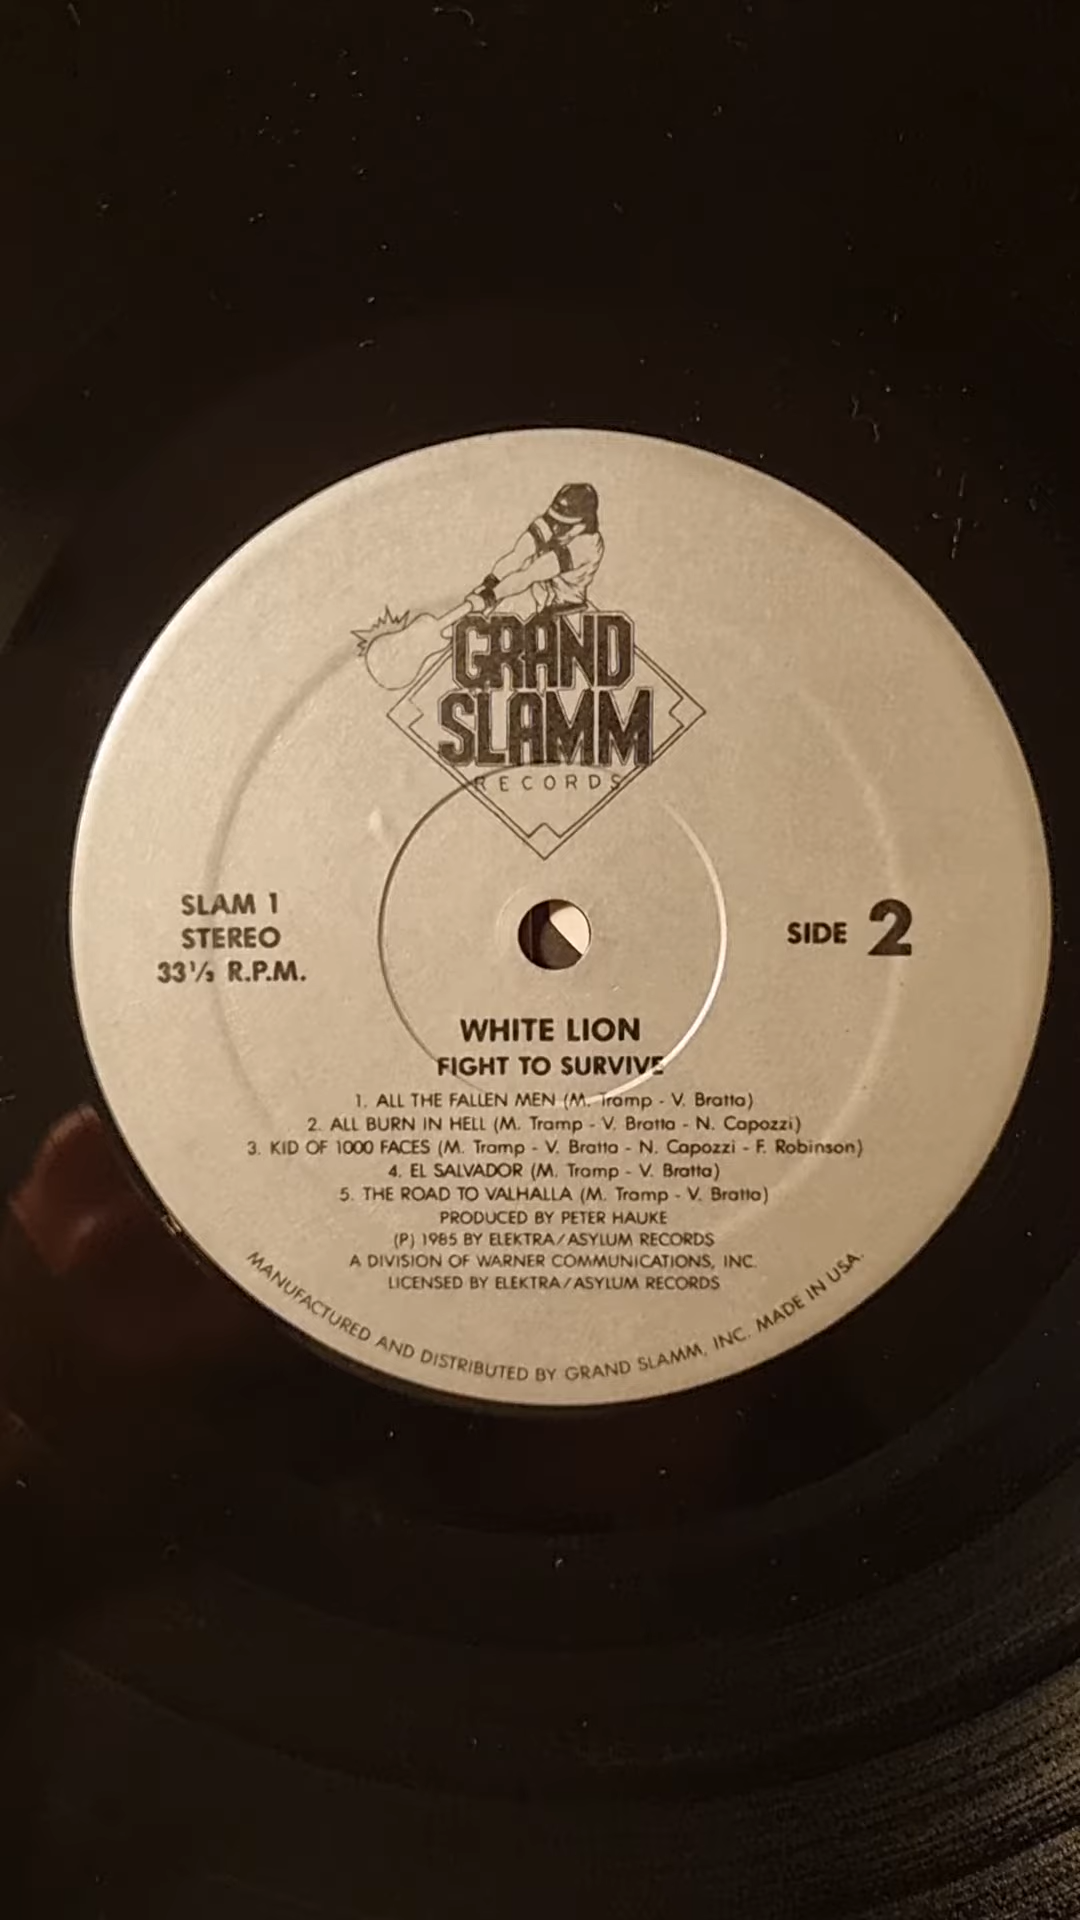 GRAND
SLAMM
RECORDS
SLAM 1
STEREO
33⅓ R.P.M.
SIDE 2
WHITE LION
FIGHT TO SURVIVE
1. ALL THE FALLEN MEN (M. Tramp - V. Bratta)
2. ALL BURN IN HELL (M. Tramp - V. Bratta - N. Capozzi)
3. KID OF 1000 FACES (M. Tramp - V. Bratta - N. Capozzi - F. Robinson)
4. EL SALVADOR (M. Tramp - V. Bratta)
5. THE ROAD TO VALHALLA (M. Tramp - V. Bratta)
PRODUCED BY PETER HAUKE
(P) 1985 BY ELEKTRA/ASYLUM RECORDS
A DIVISION OF WARNER COMMUNICATIONS, INC.
LICENSED BY ELEKTRA/ASYLUM RECORDS
MANUFACTURED AND DISTRIBUTED BY GRAND SLAMM, INC. MADE IN USA.